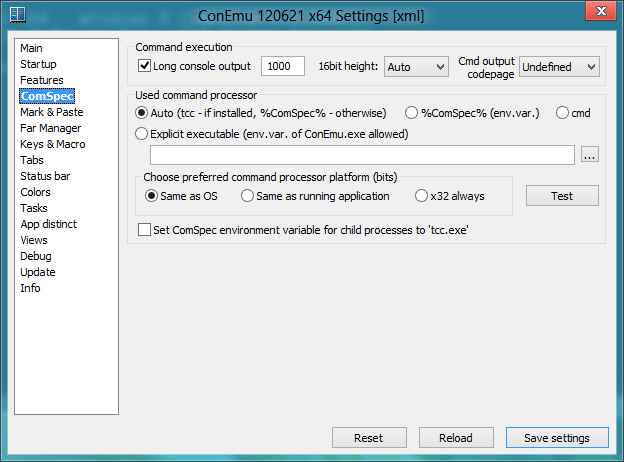 ConEmu 120621 x64 Settings [xml]
Main
Startup
Features
ComSpec
Mark & Paste
Far Manager
Keys & Macro
Tabs
Status bar
Colors
Tasks
App distinct
Views
Debug
Update
Info
Command execution
Long console output 1000 16bit height: Auto Cmd output codepage Undefined
Used command processor
Auto (tcc - if installed, %ComSpec% - otherwise) %ComSpec% (env.var.) cmd
Explicit executable (env.var. of ConEmu.exe allowed)
...
Choose preferred command processor platform (bits)
Same as OS Same as running application x32 always Test
Set ComSpec environment variable for child processes to 'tcc.exe'
Reset Reload Save settings